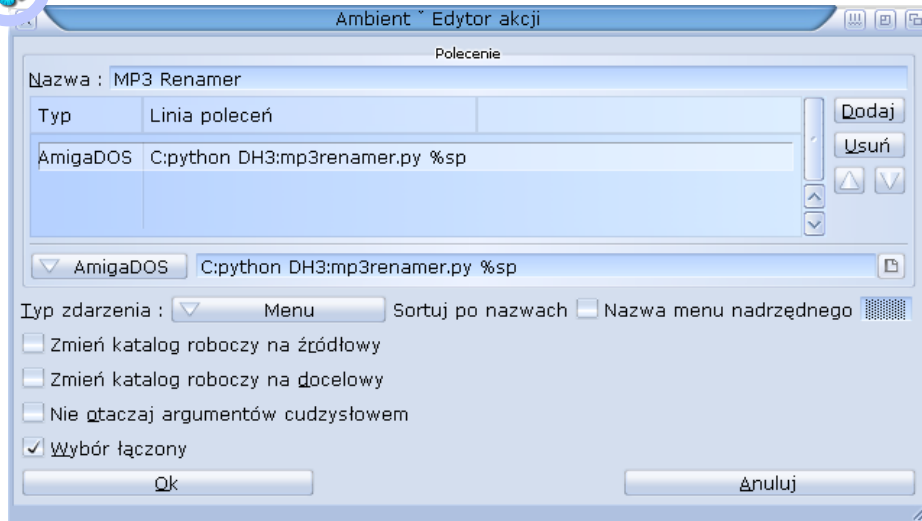 Ambient ˇ Edytor akcji
Polecenie
Nazwa : MP3 Renamer
Typ Linia poleceń
Dodaj
AmigaDOS C:python DH3:mp3renamer.py %sp
Usuń
AmigaDOS C:python DH3:mp3renamer.py %sp
Typ zdarzenia : Menu Sortuj po nazwach Nazwa menu nadrzędnego
Zmień katalog roboczy na źródłowy
Zmień katalog roboczy na docelowy
Nie otaczaj argumentów cudzysłowem
Wybór łączony
Ok Anuluj